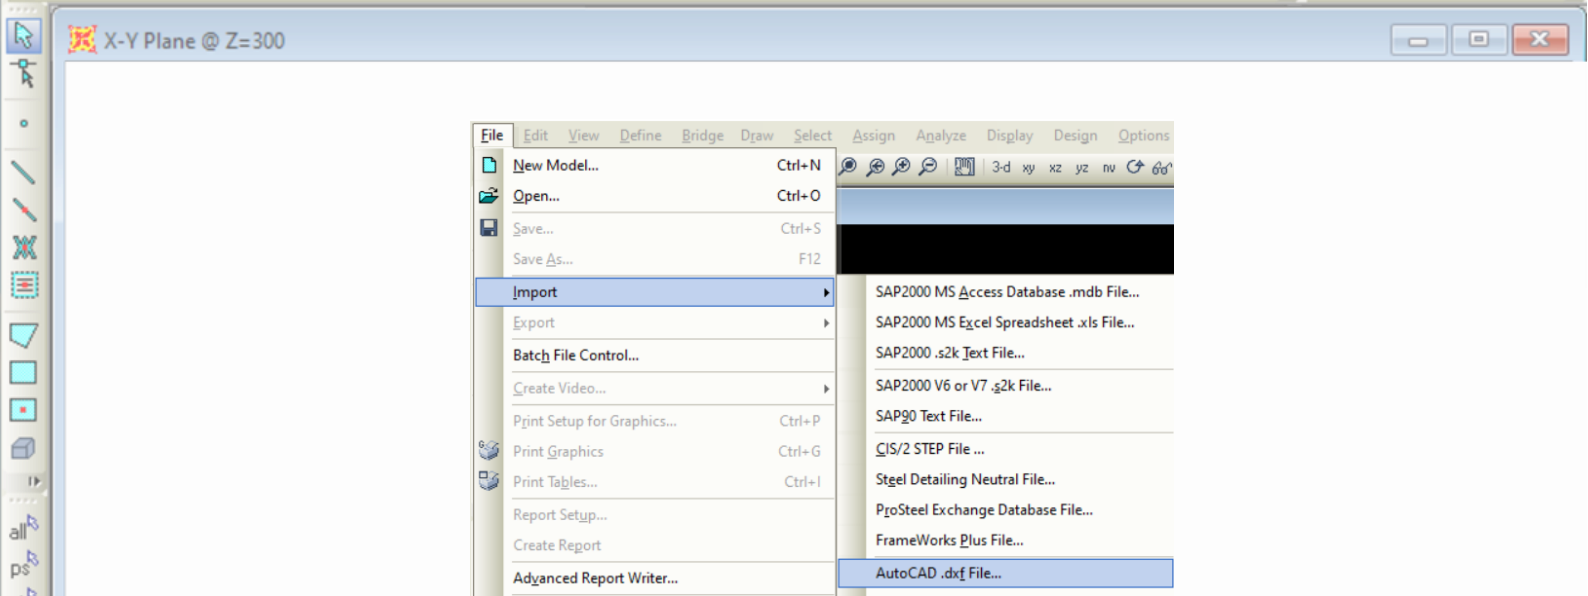 X-Y Plane @ Z=300
File Edit View Define Bridge Draw Select Assign Analyze Display Design Options
New Model... Ctrl+N
3-d xy xz yz nv
Open... Ctrl+O
Save... Ctrl+S
Save As... F12
Import
Export
Batch File Control...
Create Video...
Print Setup for Graphics... Ctrl+P
Print Graphics Ctrl+G
Print Tables... Ctrl+I
Report Setup...
Create Report
Advanced Report Writer...
SAP2000 MS Access Database .mdb File...
SAP2000 MS Excel Spreadsheet .xls File...
SAP2000 .s2k Text File...
SAP2000 V6 or V7 .s2k File...
SAP90 Text File...
CIS/2 STEP File ...
Steel Detailing Neutral File...
ProSteel Exchange Database File...
FrameWorks Plus File...
AutoCAD .dxf File...
all
ps